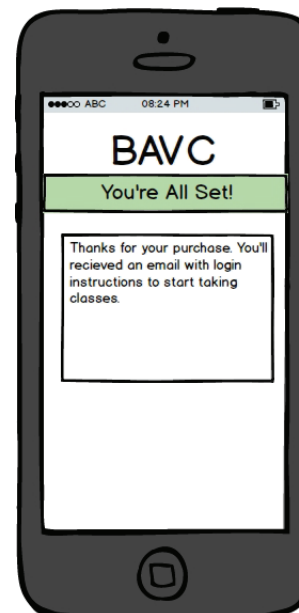 ABC 08:24 PM
BAVC
You're All Set!
Thanks for your purchase. You'll
recieved an email with login
instructions to start taking
classes.